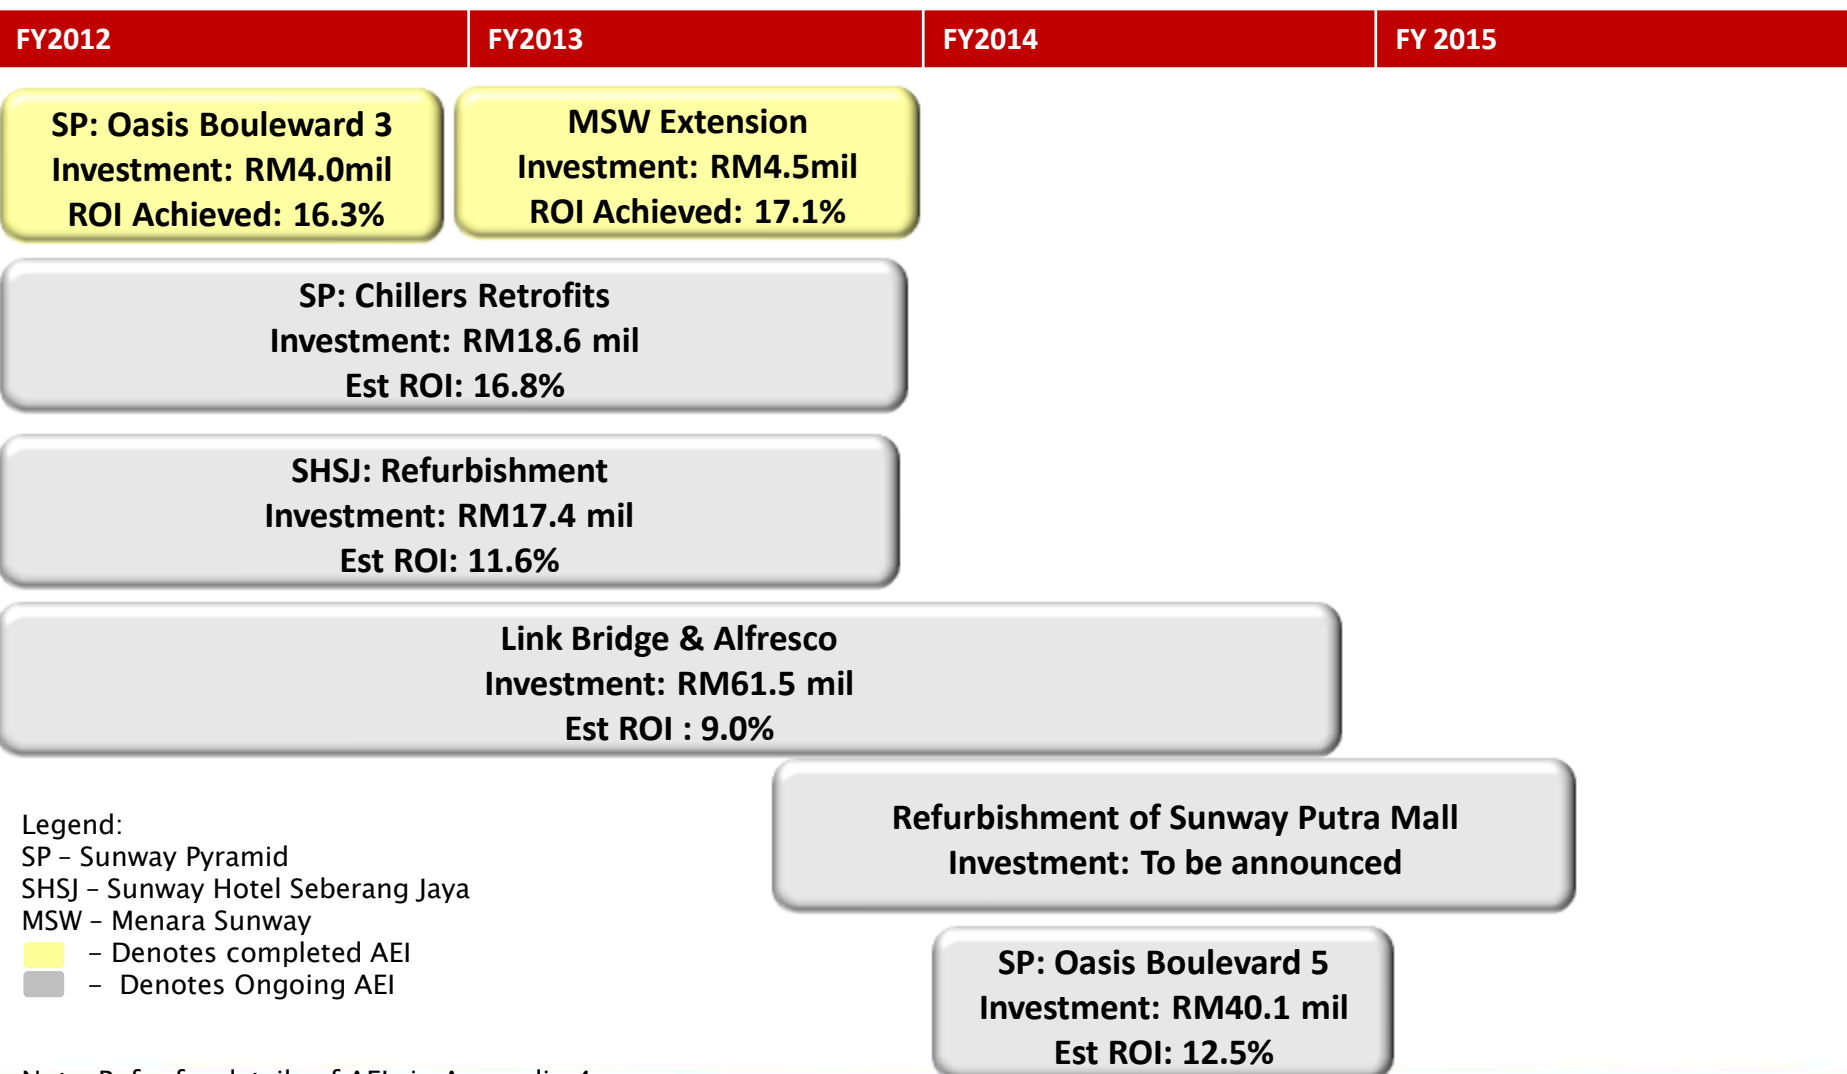 FY2012
FY2013
FY2014
FY 2015
SP: Oasis Bouleward 3
Investment: RM4.0mil
ROI Achieved: 16.3%
MSW Extension
Investment: RM4.5mil
ROI Achieved: 17.1%
SP: Chillers Retrofits
Investment: RM18.6 mil
Est ROI: 16.8%
SHSJ: Refurbishment
Investment: RM17.4 mil
Est ROI: 11.6%
Link Bridge & Alfresco
Investment: RM61.5 mil
Est ROI : 9.0%
Refurbishment of Sunway Putra Mall
Investment: To be announced
SP: Oasis Boulevard 5
Investment: RM40.1 mil
Est ROI: 12.5%
Legend:
SP – Sunway Pyramid
SHSJ – Sunway Hotel Seberang Jaya
MSW – Menara Sunway
– Denotes completed AEI
– Denotes Ongoing AEI